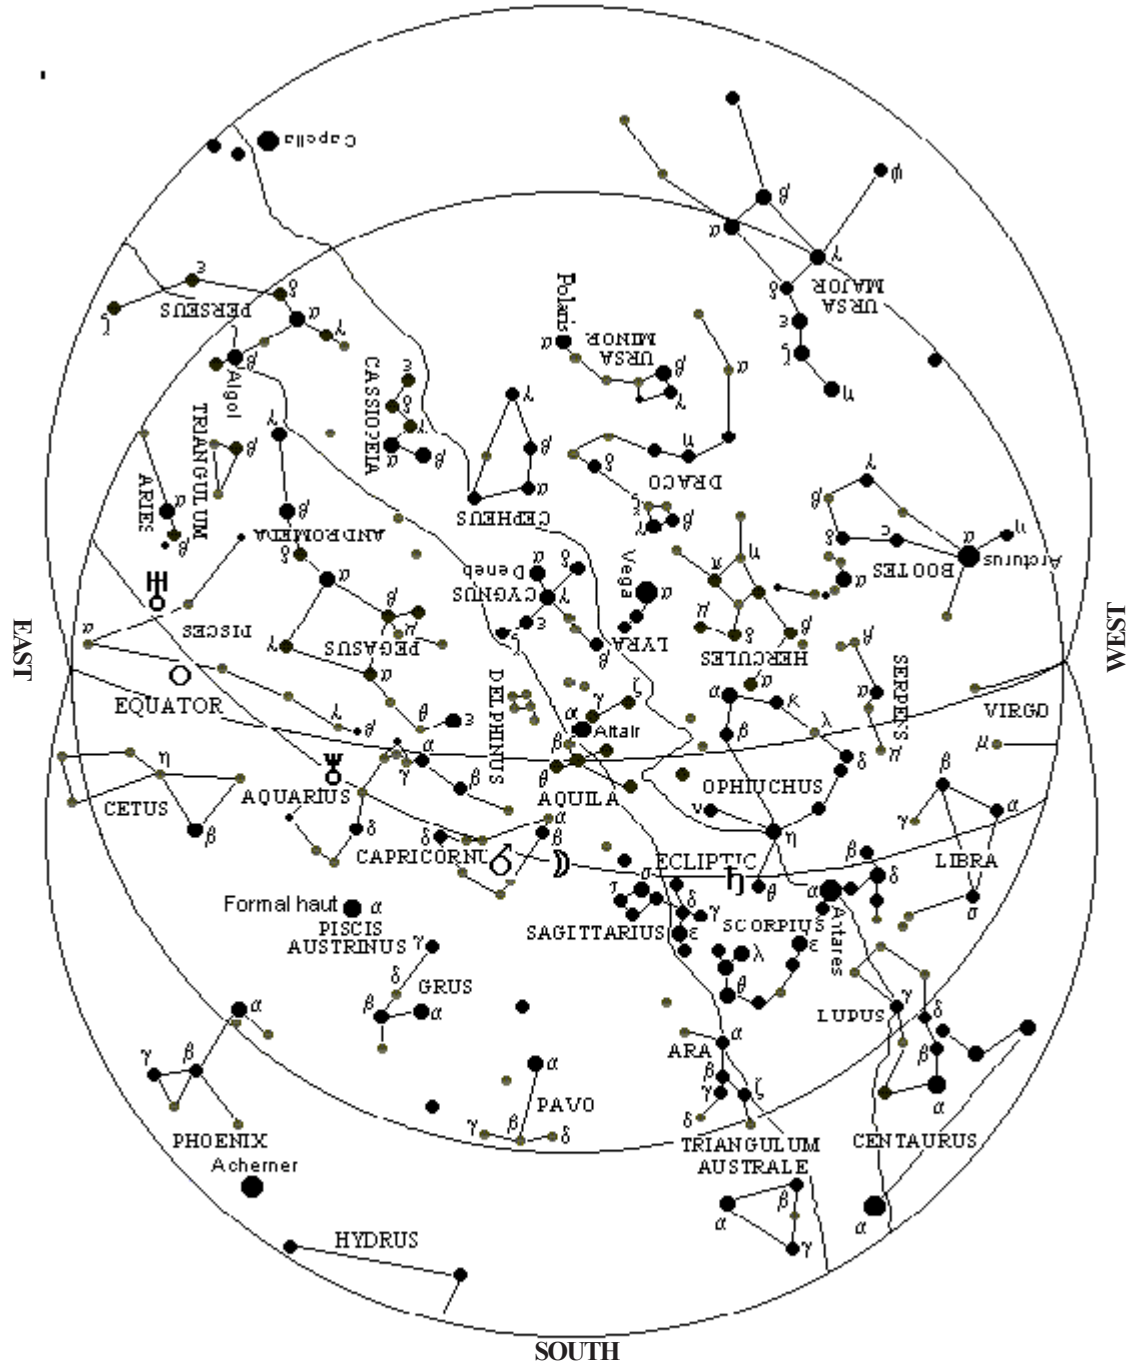 Capella
ϕ
β
α
γ
URSA
MAJOR
δ
ε
ζ
η
ε
δ
PERSEUS
ζ
α
γ
β
Algol
Polaris
α
URSA
MINOR
β
γ
α
CASSIOPEIA
ε
δ
γ
α
β
TRIANGULUM
β
γ
γ
β
α
CEPHEUS
η
DRACO
δ
ξ
γ
β
ARIES
α
β
ANDROMEDA
β
δ
γ
β
δ
BOOTES
α
η
Arcturus
α
Deneb
δ
CYGNUS
γ
ε
ζ
β
Vega
α
LYRA
π
η
μ
δ
β
HERCULES
α
α
β
μ
α
γ
PEGASUS
α
θ
ε
PISCES
α
γ
β
EAST
WEST
EQUATOR
DELPHINUS
ζ
γ
α
Altair
β
θ
AQUILA
α
κ
β
λ
δ
OPHIUCHUS
ν
η
θ
SERPENS
β
α
μ
VIRGO
μ
η
CETUS
β
AQUARIUS
α
γ
β
δ
CAPRICORNU
α
β
δ
ECLIPTIC
β
α
γ
LIBRA
σ
Formal haut
α
PISCIS
AUSTRINUS
γ
δ
GRUS
β
α
SAGITTARIUS
σ
τ
δ
γ
ε
SCORPIUS
α
Antares
β
δ
ε
λ
θ
LUPUS
γ
δ
β
α
ARA
α
β
γ
ζ
δ
α
PAVO
γ
β
δ
α
γ
β
PHOENIX
Acherner
TRIANGULUM
AUSTRALE
β
α
γ
CENTAURUS
α
HYDRUS
SOUTH